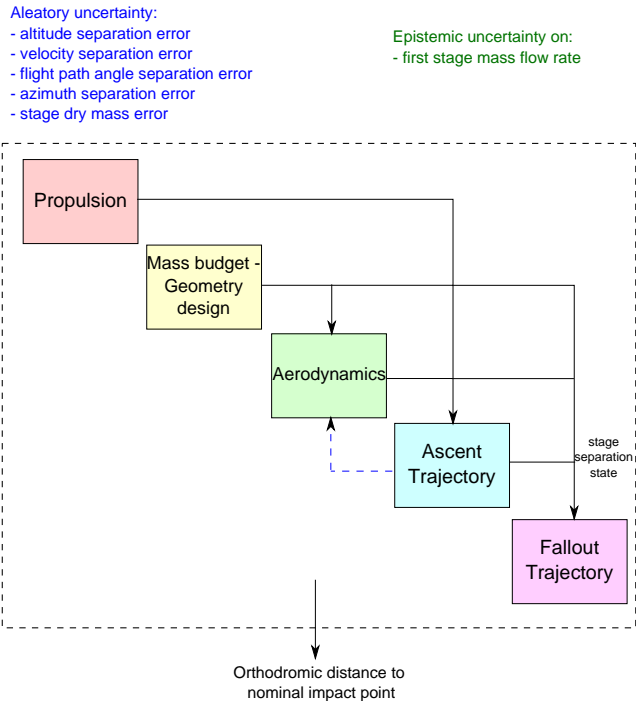 Aleatory uncertainty:
- altitude separation error
- velocity separation error
- flight path angle separation error
- azimuth separation error
- stage dry mass error
Epistemic uncertainty on:
- first stage mass flow rate
Propulsion
Mass budget -
Geometry
design
Aerodynamics
Ascent
Trajectory
stage
separation
state
Fallout
Trajectory
Orthodromic distance to
nominal impact point